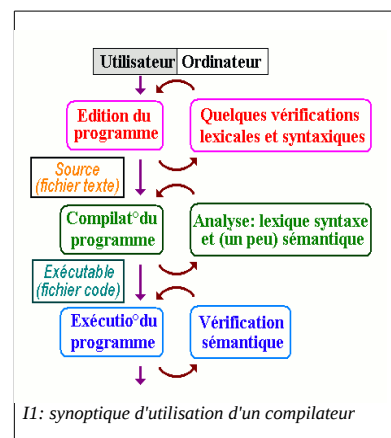 Utilisateur Ordinateur
Edition du
programme
Quelques vérifications
lexicales et syntaxiques
Source
(fichier texte)
Compilat° du
programme
Analyse: lexique syntaxe
et (un peu) sémantique
Exécutable
(fichier code)
Exécutio° du
programme
Vérification
sémantique
I1: synoptique d'utilisation d'un compilateur